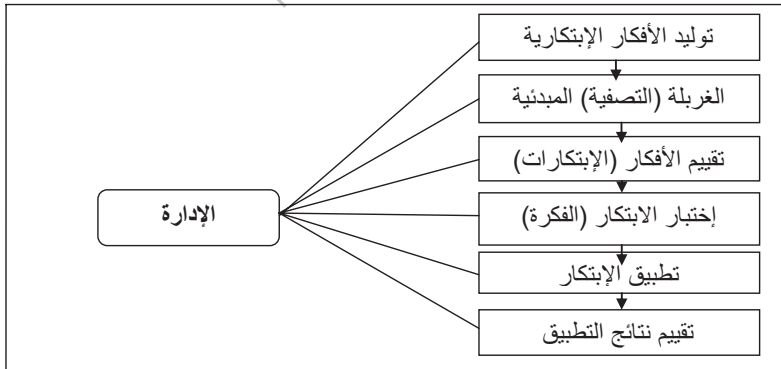 توليد الأفكار الإبتكارية
الغربلة (التصفية) المبدئية
تقييم الأفكار (الإبتكارات)
إختبار الابتكار (الفكرة)
تطبيق الإبتكار
تقييم نتائج التطبيق
الإدارة